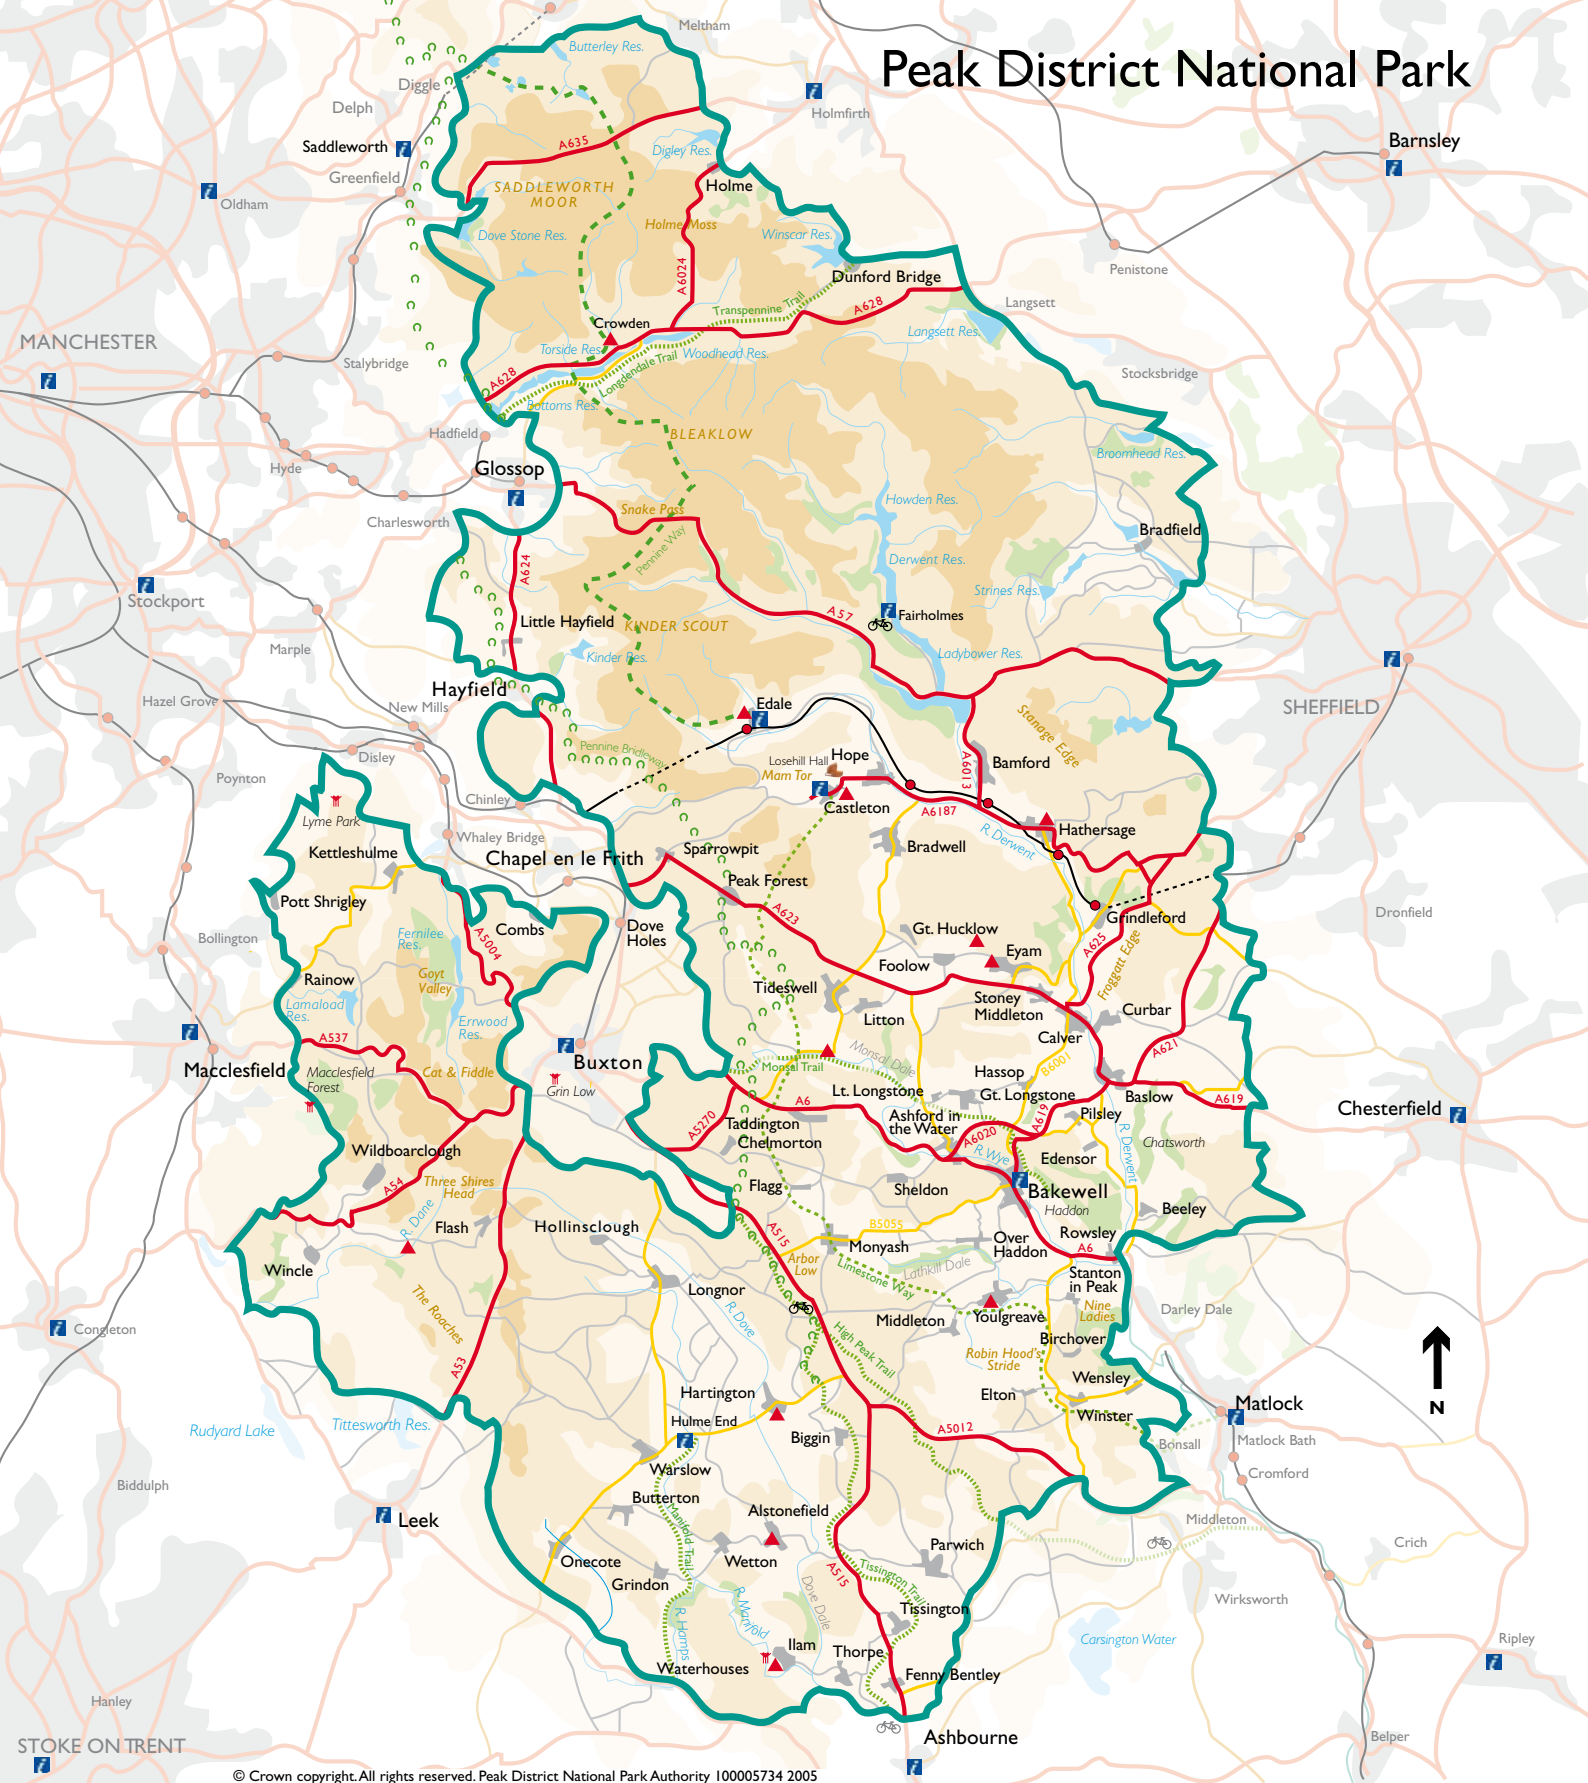 Peak District National Park
Meltham
Butterley Res.
Diggle
Delph
Holmfirth
Saddleworth
A635
Digley Res.
Barnsley
Greenfield
SADDLEWORTH
MOOR
Holme
Oldham
Holme Moss
Dove Stone Res.
Winscar Res.
Penistone
A6024
Dunford Bridge
Transpennine Trail
A628
Langsett
Crowden
Langsett Res.
MANCHESTER
Torside Res.
Woodhead Res.
Stalybridge
Longdendale Trail
A628
Stocksbridge
Bottoms Res.
Hadfield
BLEAKLOW
Broomhead Res.
Hyde
Glossop
Howden Res.
Snake Pass
Charlesworth
Bradfield
Pennine Way
A624
Derwent Res.
Strines Res.
Stockport
Little Hayfield
KINDER SCOUT
A57
Fairholmes
Marple
Kinder Res.
Ladybower Res.
Hayfield
Hazel Grove
New Mills
Edale
Stanage Edge
SHEFFIELD
Disley
Pennine Bridleway
Losehill Hall
Hope
A6013
Bamford
Poynton
Mam Tor
Castleton
Chinley
A6187
Lyme Park
R. Derwent
Hathersage
Whaley Bridge
Kettleshulme
Chapel en le Frith
Sparrowpit
Bradwell
Peak Forest
Pott Shrigley
A623
Grindleford
Dronfield
Combs
Dove
Holes
Gt. Hucklow
Bollington
Fernilee
Res.
A5004
Eyam
A625
Froggatt Edge
Foolow
Rainow
Goyt
Valley
Tideswell
Stoney
Middleton
Curbar
Lamaload
Res.
Litton
Errwood
Res.
Calver
A537
Monsal Dale
A621
Buxton
Macclesfield
Macclesfield
Forest
Cat & Fiddle
Monsal Trail
B6001
Hassop
Grin Low
Lt. Longstone
Gt. Longstone
Baslow
A619
A6
Ashford in
the Water
A619
Pilsley
Chesterfield
A5270
Taddington
Chelmorton
A6020
R. Derwent
Chatsworth
Wildboarclough
R. Wye
Edensor
A54
Three Shires
Head
Flagg
Sheldon
Bakewell
Haddon
Beeley
R. Dane
Flash
Hollinsclough
A515
B5055
Rowsley
Monyash
Over
Haddon
A6
Arbor
Low
Wincle
Lathkill Dale
Stanton
in Peak
Limestone Way
Longnor
Nine
Ladies
Darley Dale
The Roaches
R. Dove
Middleton
Youlgreave
Congleton
High Peak Trail
Birchover
Robin Hood's
Stride
A53
Wensley
Hartington
Elton
Matlock
N
Hulme End
Winster
Rudyard Lake
Tittesworth Res.
Biggin
A5012
Matlock Bath
Bonsall
Warslow
Cromford
Biddulph
Butterton
Alstonefield
Leek
Manifold Trail
Middleton
Parwich
Crich
Onecote
Wetton
Grindon
A515
Tissington Trail
Dove Dale
Wirksworth
R. Manifold
Tissington
R. Hamps
Ilam
Thorpe
Carsington Water
Ripley
Waterhouses
Fenny Bentley
Hanley
Ashbourne
Belper
STOKE ON TRENT
© Crown copyright. All rights reserved. Peak District National Park Authority 100005734 2005